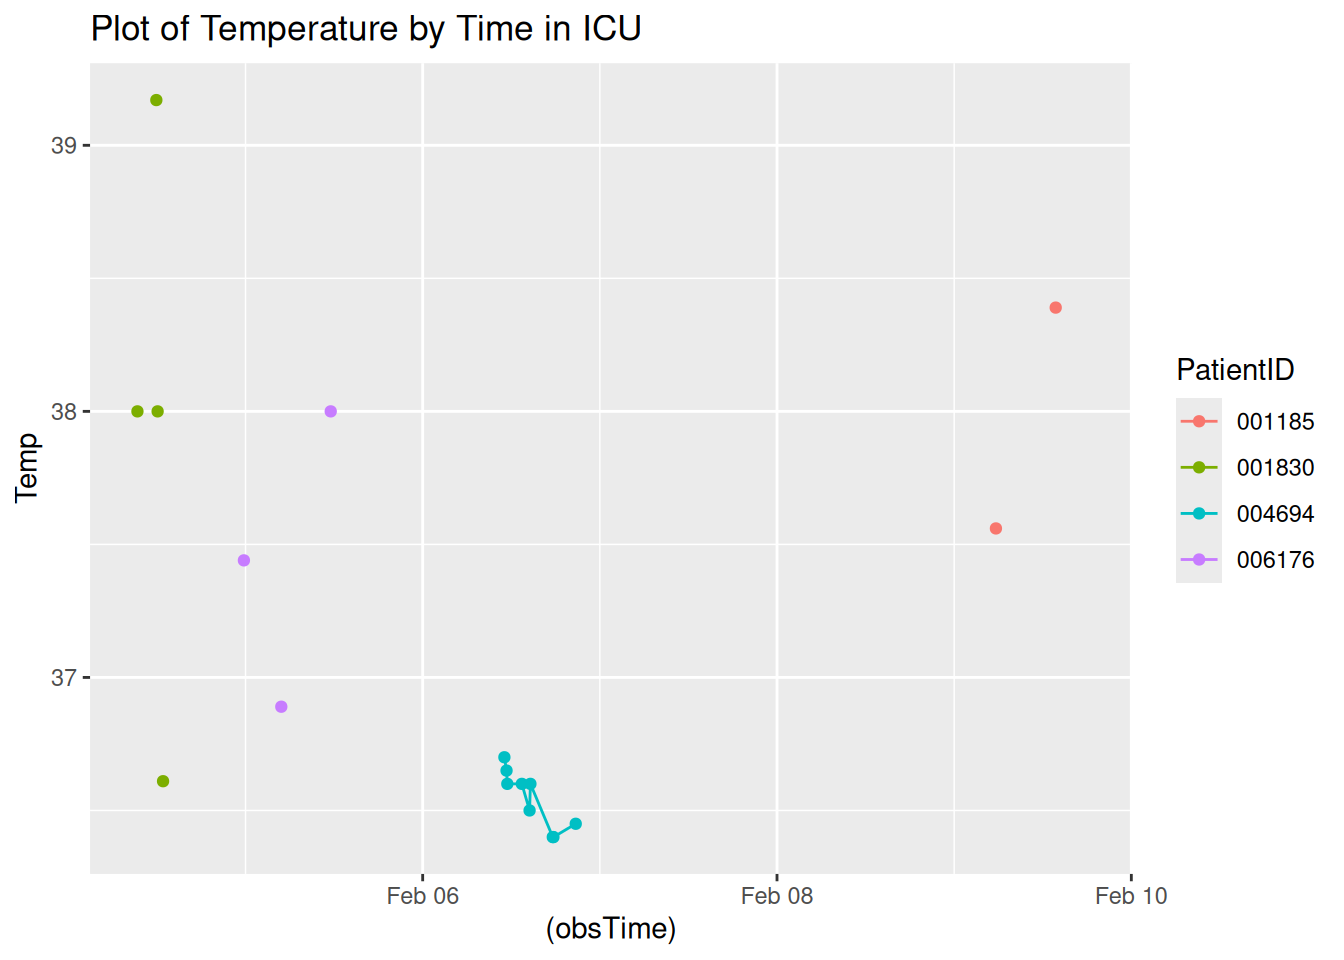 Plot of Temperature by Time in ICU
39
38
37
Temp
Feb 06
Feb 08
Feb 10
(obsTime)
PatientID
001185
001830
004694
006176